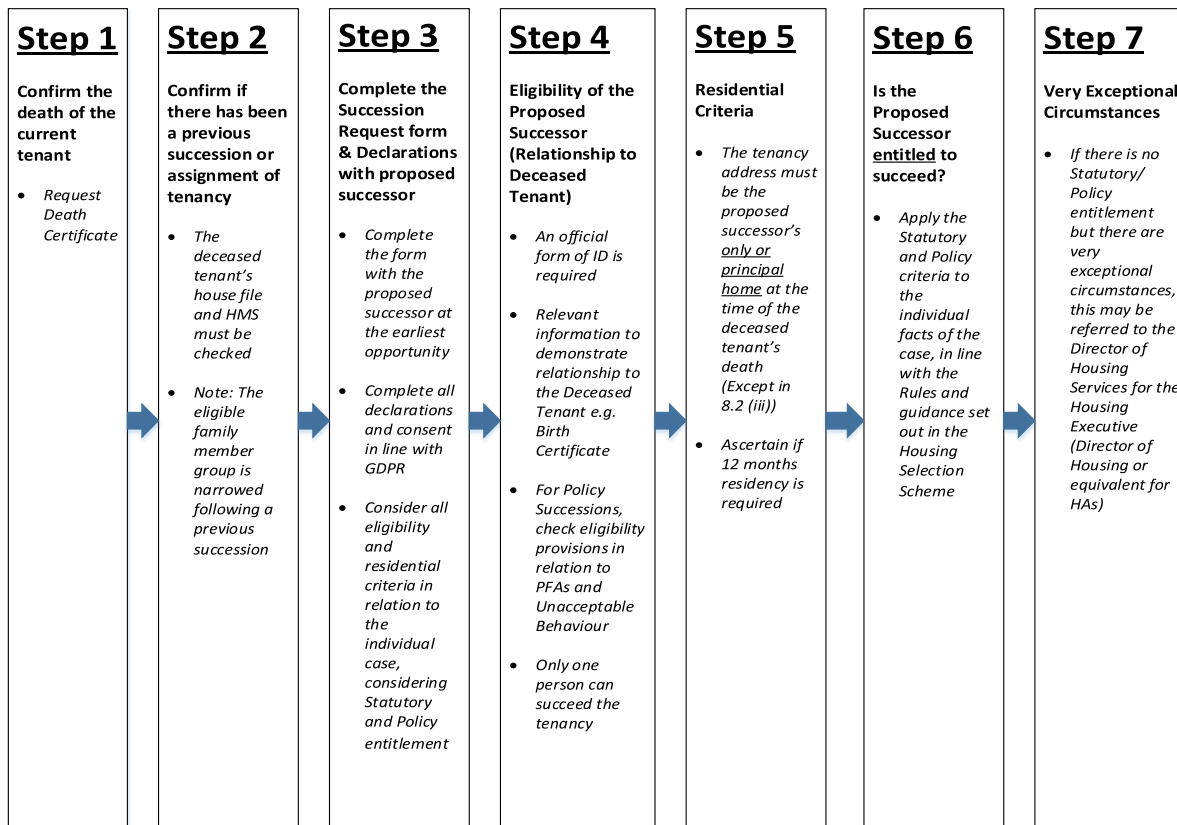 Step 1
Confirm the
death of the
current
tenant
• Request
Death
Certificate
Step 2
Confirm if
there has been
a previous
succession or
assignment of
tenancy
• The
deceased
tenant’s
house file
and HMS
must be
checked
• Note: The
eligible
family
member
group is
narrowed
following a
previous
succession
Step 3
Complete the
Succession
Request form
& Declarations
with proposed
successor
• Complete
the form
with the
proposed
successor at
the earliest
opportunity
• Complete all
declarations
and consent
in line with
GDPR
• Consider all
eligibility
and
residential
criteria in
relation to
the
individual
case,
considering
Statutory
and Policy
entitlement
Step 4
Eligibility of the
Proposed
Successor
(Relationship to
Deceased
Tenant)
• An official
form of ID is
required
• Relevant
information to
demonstrate
relationship to
the Deceased
Tenant e.g.
Birth
Certificate
• For Policy
Successions,
check eligibility
provisions in
relation to
PFAs and
Unacceptable
Behaviour
• Only one
person can
succeed the
tenancy
Step 5
Residential
Criteria
• The tenancy
address must
be the
proposed
successor’s
only or
principal
home at the
time of the
deceased
tenant’s
death
(Except in
8.2 (iii))
• Ascertain if
12 months
residency is
required
Step 6
Is the
Proposed
Successor
entitled to
succeed?
• Apply the
Statutory
and Policy
criteria to
the
individual
facts of the
case, in line
with the
Rules and
guidance set
out in the
Housing
Selection
Scheme
Step 7
Very Exceptional
Circumstances
• If there is no
Statutory/
Policy
entitlement
but there are
very
exceptional
circumstances,
this may be
referred to the
Director of
Housing
Services for the
Housing
Executive
(Director of
Housing or
equivalent for
HAs)